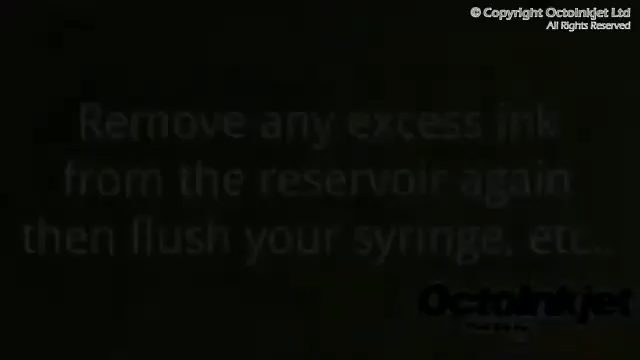 © Copyright OctoInkjet Ltd
All Rights Reserved
Remove any excess ink
from the reservoir again
then flush your syringe, etc...
OctoInkjet